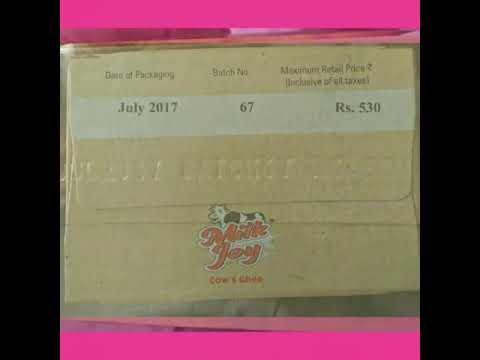 Date of Packaging Batch No Maximum Retail Price ₹
(Inclusive of all taxes)
July 2017 67 Rs. 530
Milk
Joy
Cow's Ghee